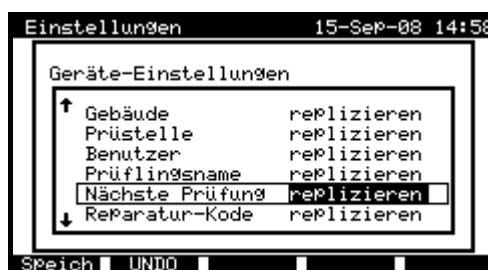 Einstellungen 15-Sep-08 14:58
Geräte-Einstellungen
Gebäude replizieren
Prüstelle replizieren
Benutzer replizieren
Prüflingsname replizieren
Nächste Prüfung replizieren
Reparatur-Kode replizieren
Speich UNDO